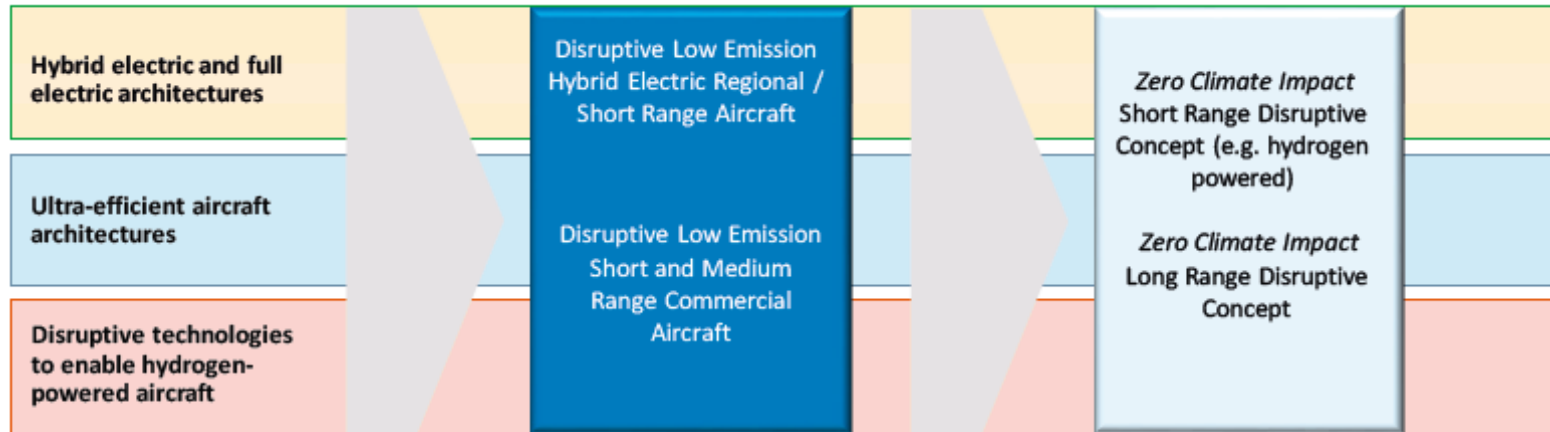 Hybrid electric and full
electric architectures
Ultra-efficient aircraft
architectures
Disruptive technologies
to enable hydrogen-
powered aircraft
Disruptive Low Emission
Hybrid Electric Regional /
Short Range Aircraft
Disruptive Low Emission
Short and Medium
Range Commercial
Aircraft
Zero Climate Impact
Short Range Disruptive
Concept (e.g. hydrogen
powered)
Zero Climate Impact
Long Range Disruptive
Concept